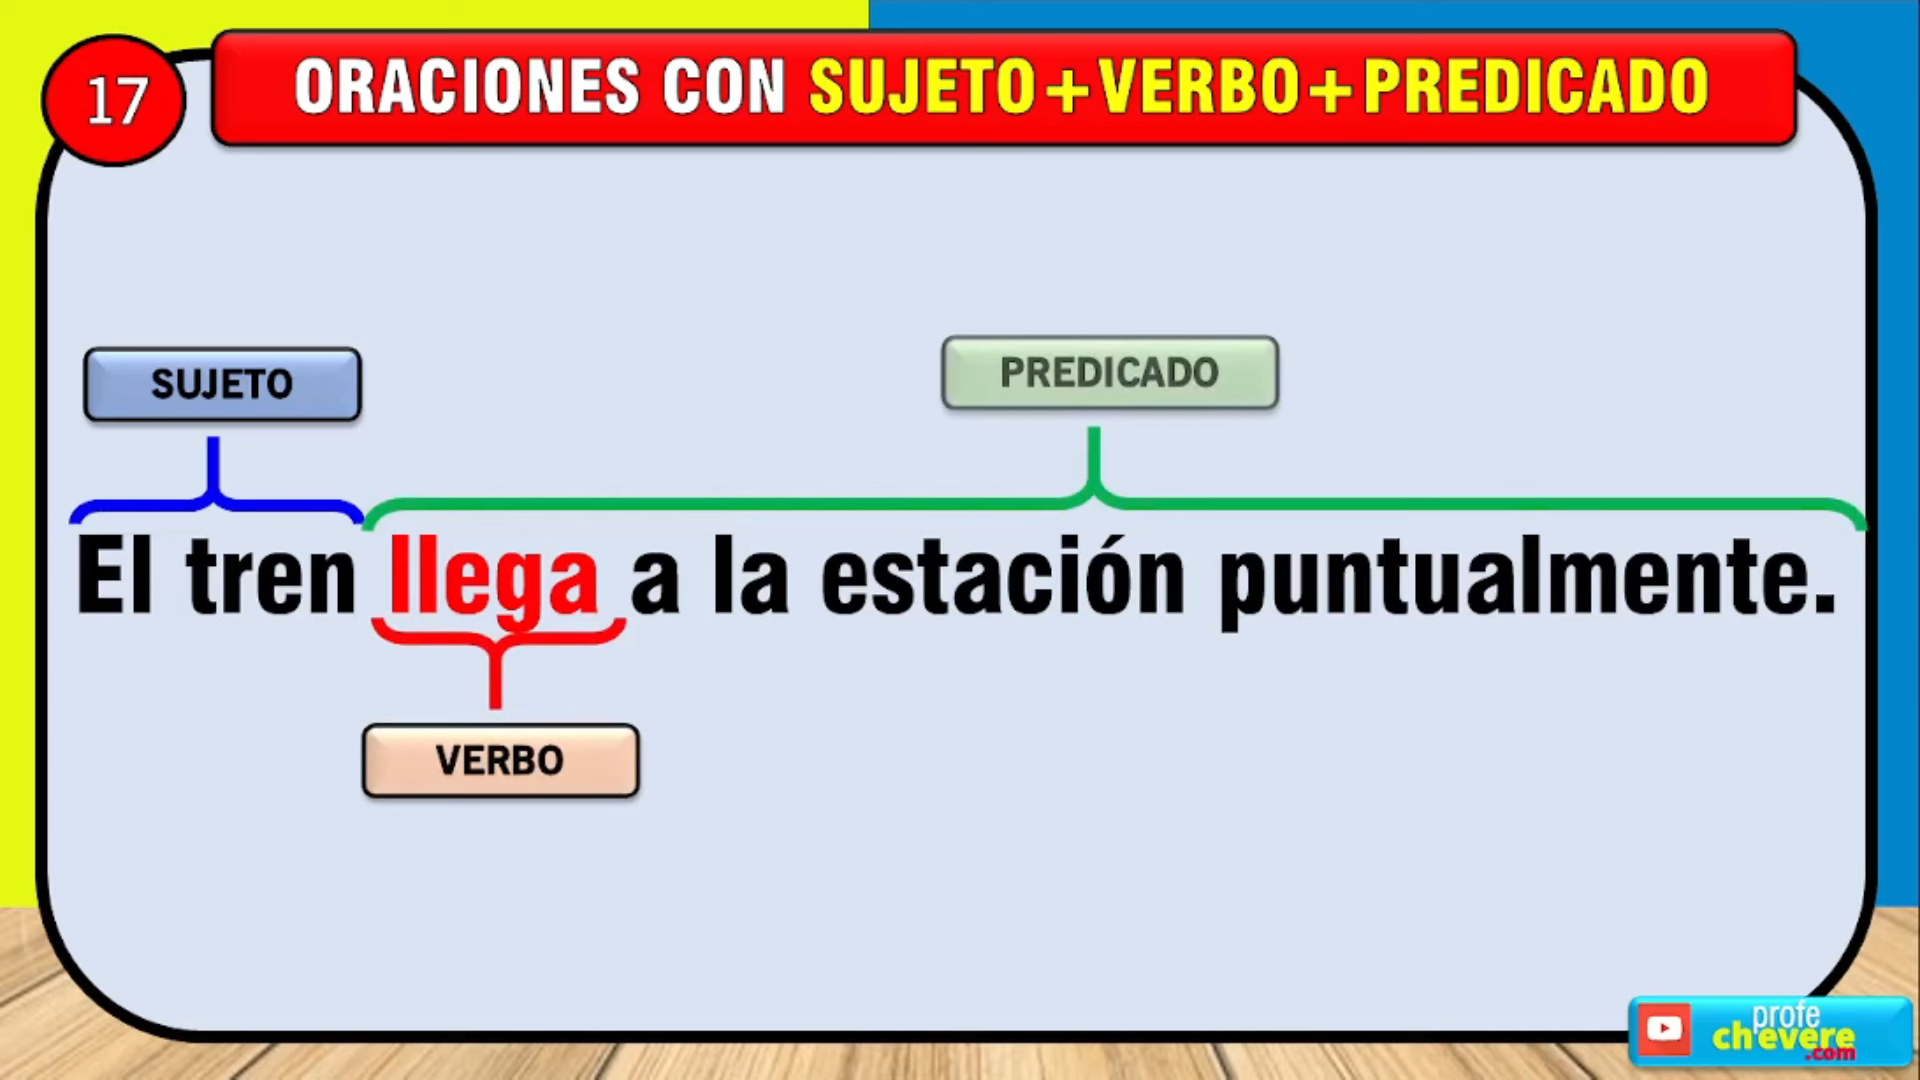 17
ORACIONES CON SUJETO+VERBO+PREDICADO
SUJETO
PREDICADO
El tren llega a la estación puntualmente.
VERBO
profe
chevere
.com